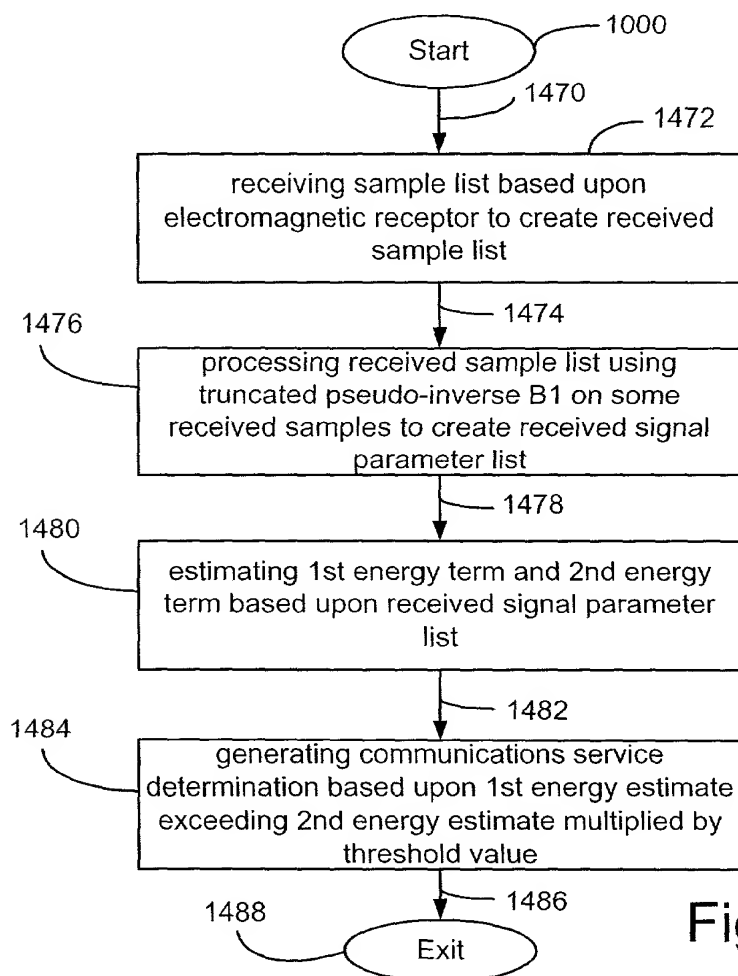 Start
1000
1470
1472
receiving sample list based upon
electromagnetic receptor to create received
sample list
1474
1476
processing received sample list using
truncated pseudo-inverse B1 on some
received samples to create received signal
parameter list
1478
1480
estimating 1st energy term and 2nd energy
term based upon received signal parameter
list
1482
1484
generating communications service
determination based upon 1st energy estimate
exceeding 2nd energy estimate multiplied by
threshold value
1486
1488
Exit